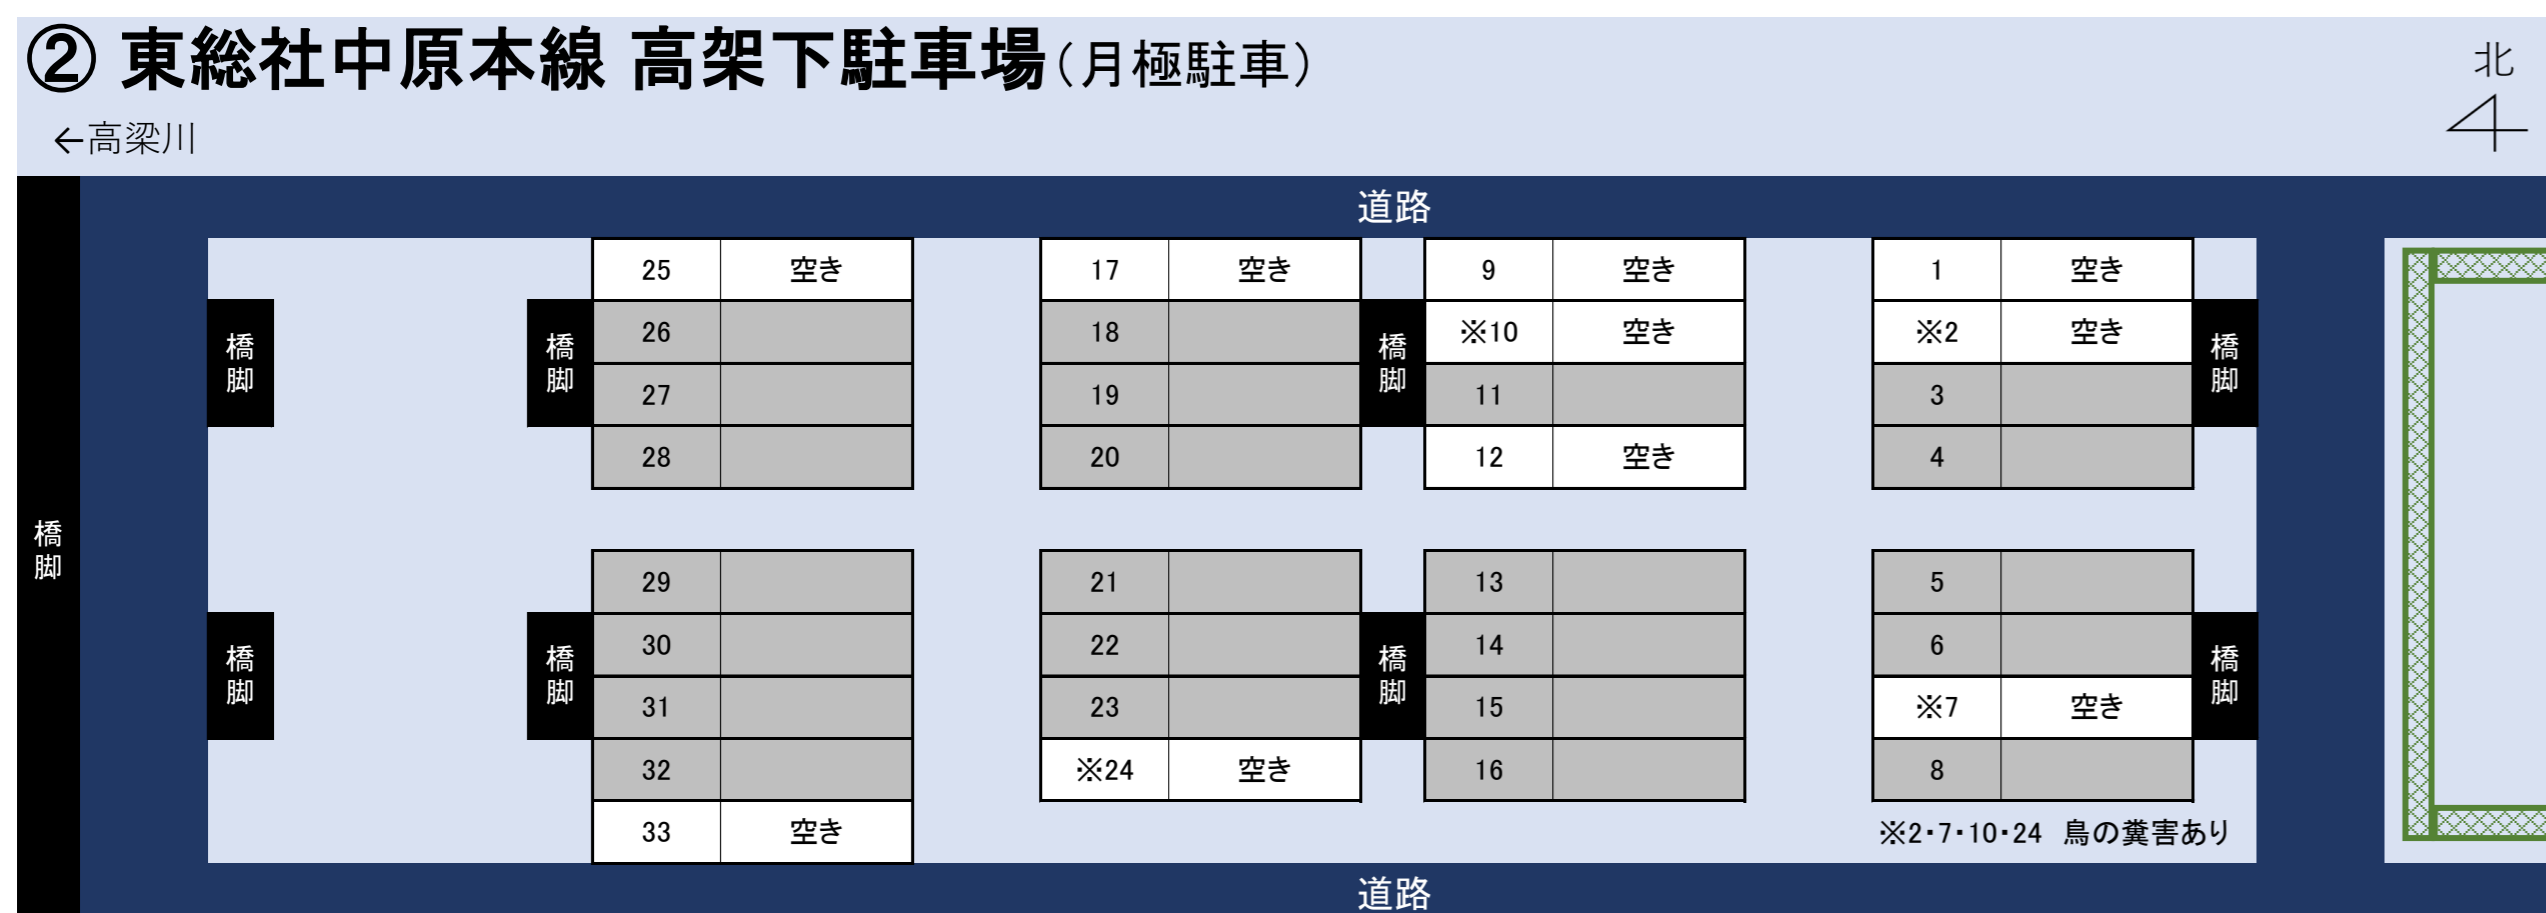 ② 東総社中原本線 高架下駐車場(月極駐車)
北
←高梁川
道路
25 空き 17 空き 9 空き 1 空き
26 18 ※10 空き ※2 空き
橋脚 橋脚 橋脚 橋脚
27 19 11 3
28 20 12 空き 4
橋脚
29 21 13 5
30 22 14 6
橋脚 橋脚 橋脚 橋脚
31 23 15 ※7 空き
32 ※24 空き 16 8
33 空き ※2・7・10・24 鳥の糞害あり
道路